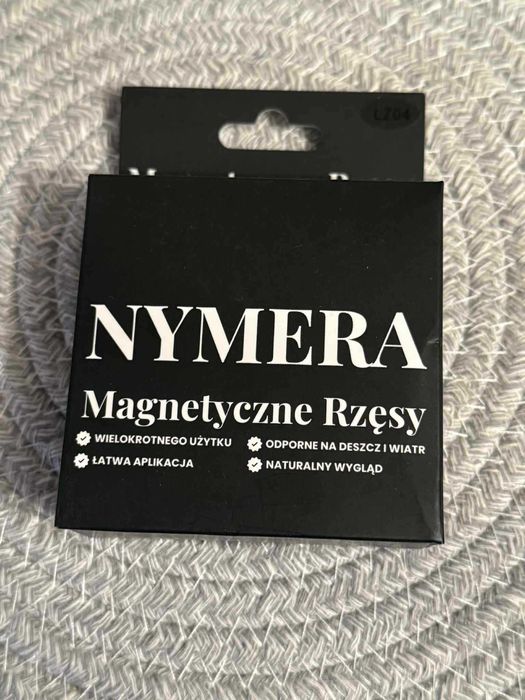 LZ04
NYMERA
Magnetyczne Rzęsy
WIELOKROTNEGO UŻYTKU
ODPORNE NA DESZCZ I WIATR
ŁATWA APLIKACJA
NATURALNY WYGLĄD